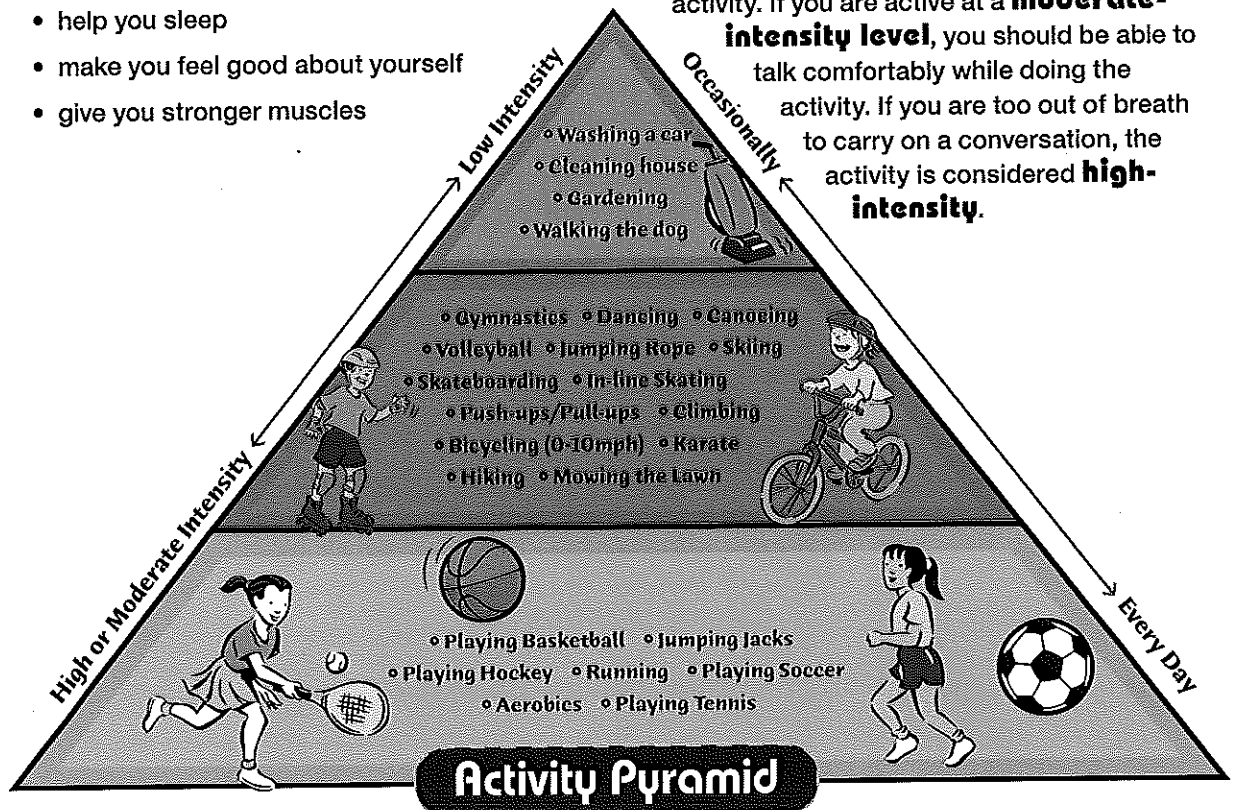 • help you sleep
• make you feel good about yourself
• give you stronger muscles
activity. If you are active at a moderate-
intensity level, you should be able to
talk comfortably while doing the
activity. If you are too out of breath
to carry on a conversation, the
activity is considered high-
intensity.
Low Intensity
Occasionally
• Washing a car
• Cleaning house
• Gardening
• Walking the dog
• Gymnastics • Dancing • Canoeing
• Volleyball • Jumping Rope • Skiing
• Skateboarding • In-line Skating
• Push-ups/Pull-ups • Climbing
• Bicycling (0-10mph) • Karate
• Hiking • Mowing the Lawn
High or Moderate Intensity
Every Day
• Playing Basketball • Jumping Jacks
• Playing Hockey • Running • Playing Soccer
• Aerobics • Playing Tennis
Activity Pyramid